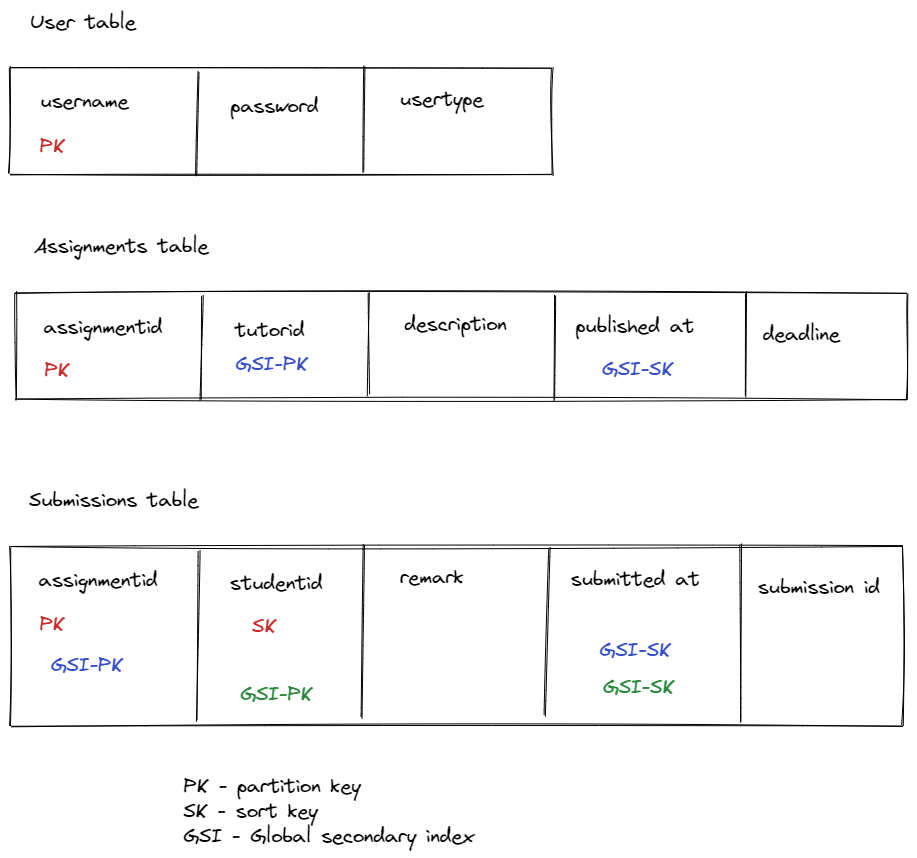 User table
username
password
usertype
PK
Assignments table
assignmentid
tutorid
description
published at
deadline
PK
GSI-PK
GSI-SK
Submissions table
assignmentid
studentid
remark
submitted at
submission id
PK
SK
GSI-PK
GSI-SK
GSI-PK
GSI-SK
PK - partition key
SK - sort key
GSI - Global secondary index